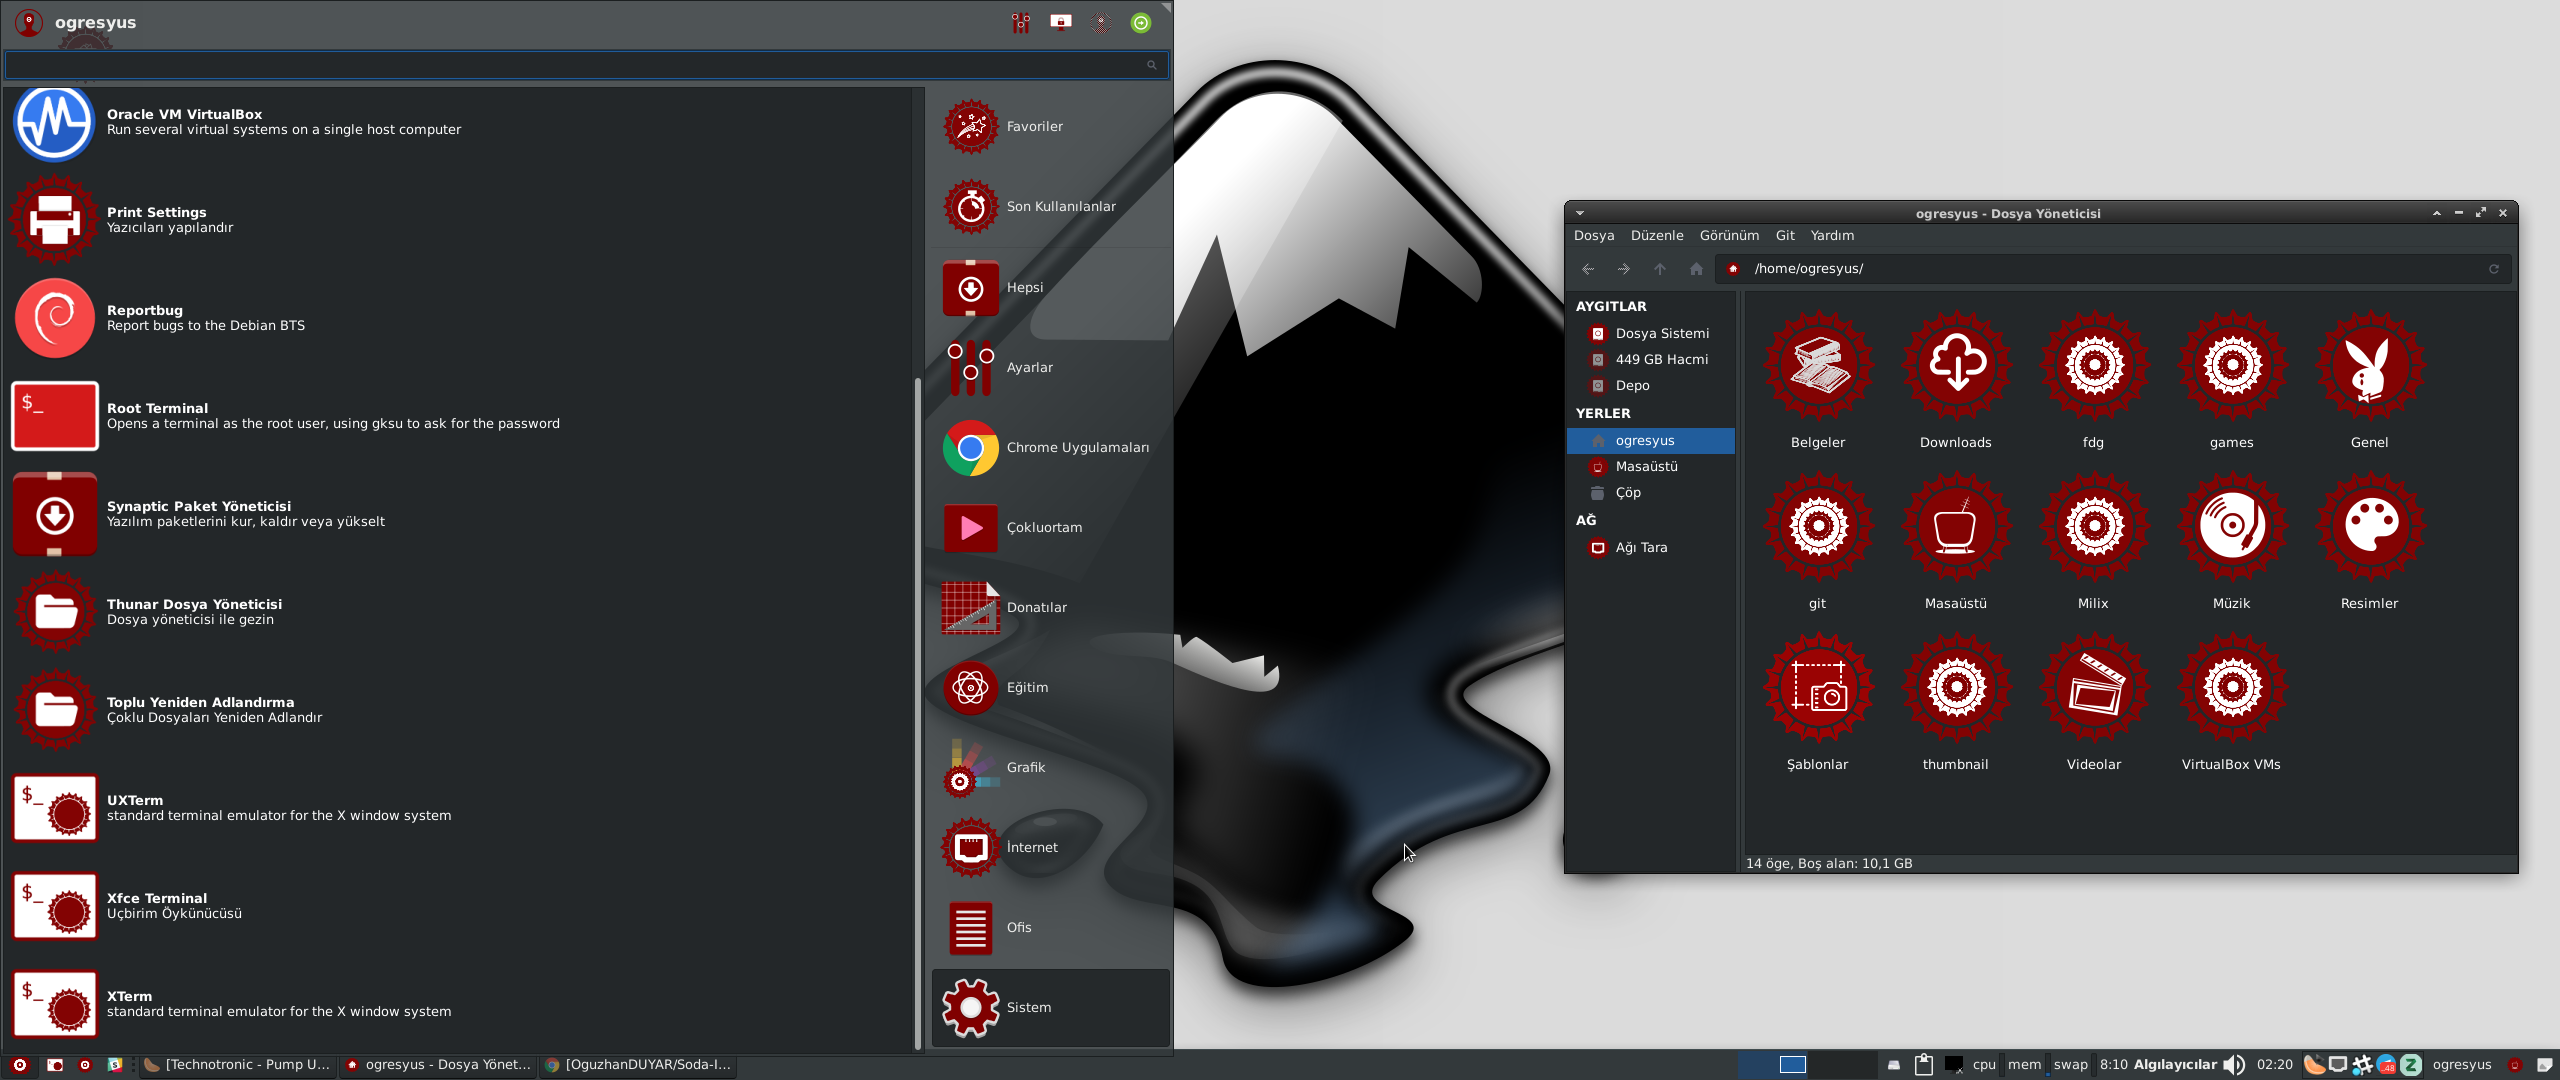 ogresyus
Oracle VM VirtualBox
Run several virtual systems on a single host computer
Print Settings
Yazıcıları yapılandır
Reportbug
Report bugs to the Debian BTS
$_
Root Terminal
Opens a terminal as the root user, using gksu to ask for the password
Synaptic Paket Yöneticisi
Yazılım paketlerini kur, kaldır veya yükselt
Thunar Dosya Yöneticisi
Dosya yöneticisi ile gezin
Toplu Yeniden Adlandırma
Çoklu Dosyaları Yeniden Adlandır
$_
UXTerm
standard terminal emulator for the X window system
$_
Xfce Terminal
Uçbirim Öykünücüsü
$_
XTerm
standard terminal emulator for the X window system
Favoriler
Son Kullanılanlar
Hepsi
Ayarlar
Chrome Uygulamaları
Çokluortam
Donatılar
Eğitim
Grafik
İnternet
Ofis
Sistem
ogresyus - Dosya Yöneticisi
Dosya Düzenle Görünüm Git Yardım
/home/ogresyus/
AYGITLAR
Dosya Sistemi
449 GB Hacmi
Depo
YERLER
ogresyus
Masaüstü
Çöp
AĞ
Ağı Tara
Belgeler Downloads fdg games Genel
git Masaüstü Milix Müzik Resimler
Şablonlar thumbnail Videolar VirtualBox VMs
14 öge, Boş alan: 10,1 GB
[Technotronic - Pump U... ogresyus - Dosya Yönet... [OguzhanDUYAR/Soda-I... cpu mem swap 8:10 Algılayıcılar 02:20 48 ogresyus